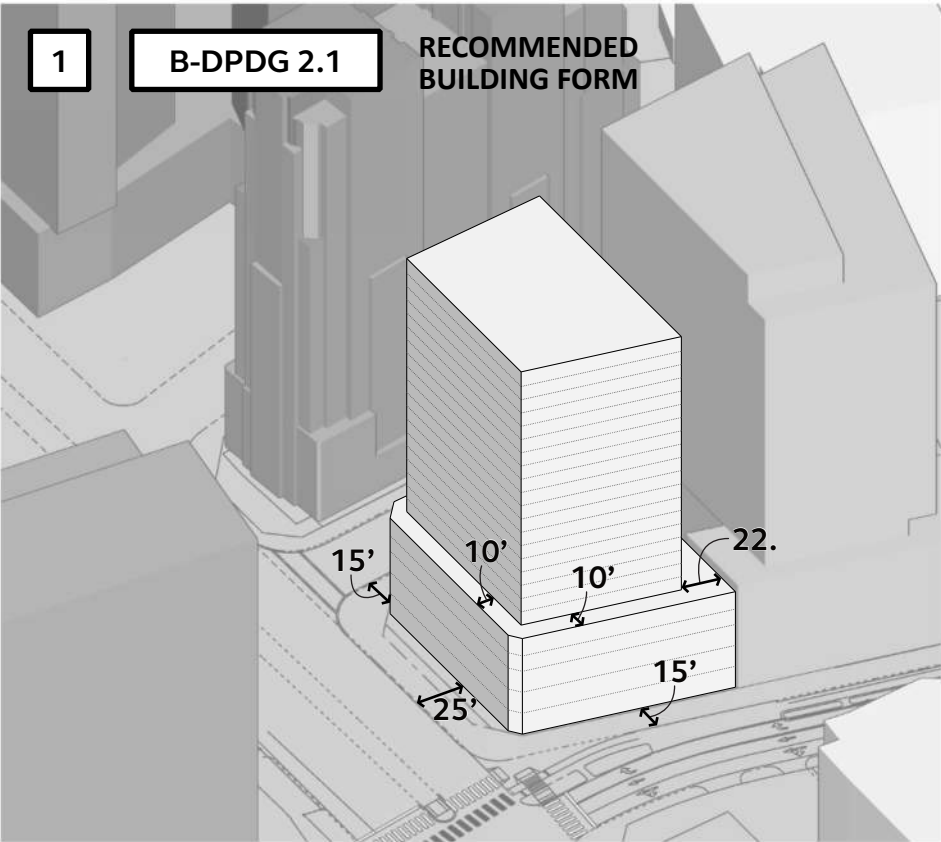 1
B-DPDG 2.1
RECOMMENDED
BUILDING FORM
15’
10’
10’
22.
15’
25’